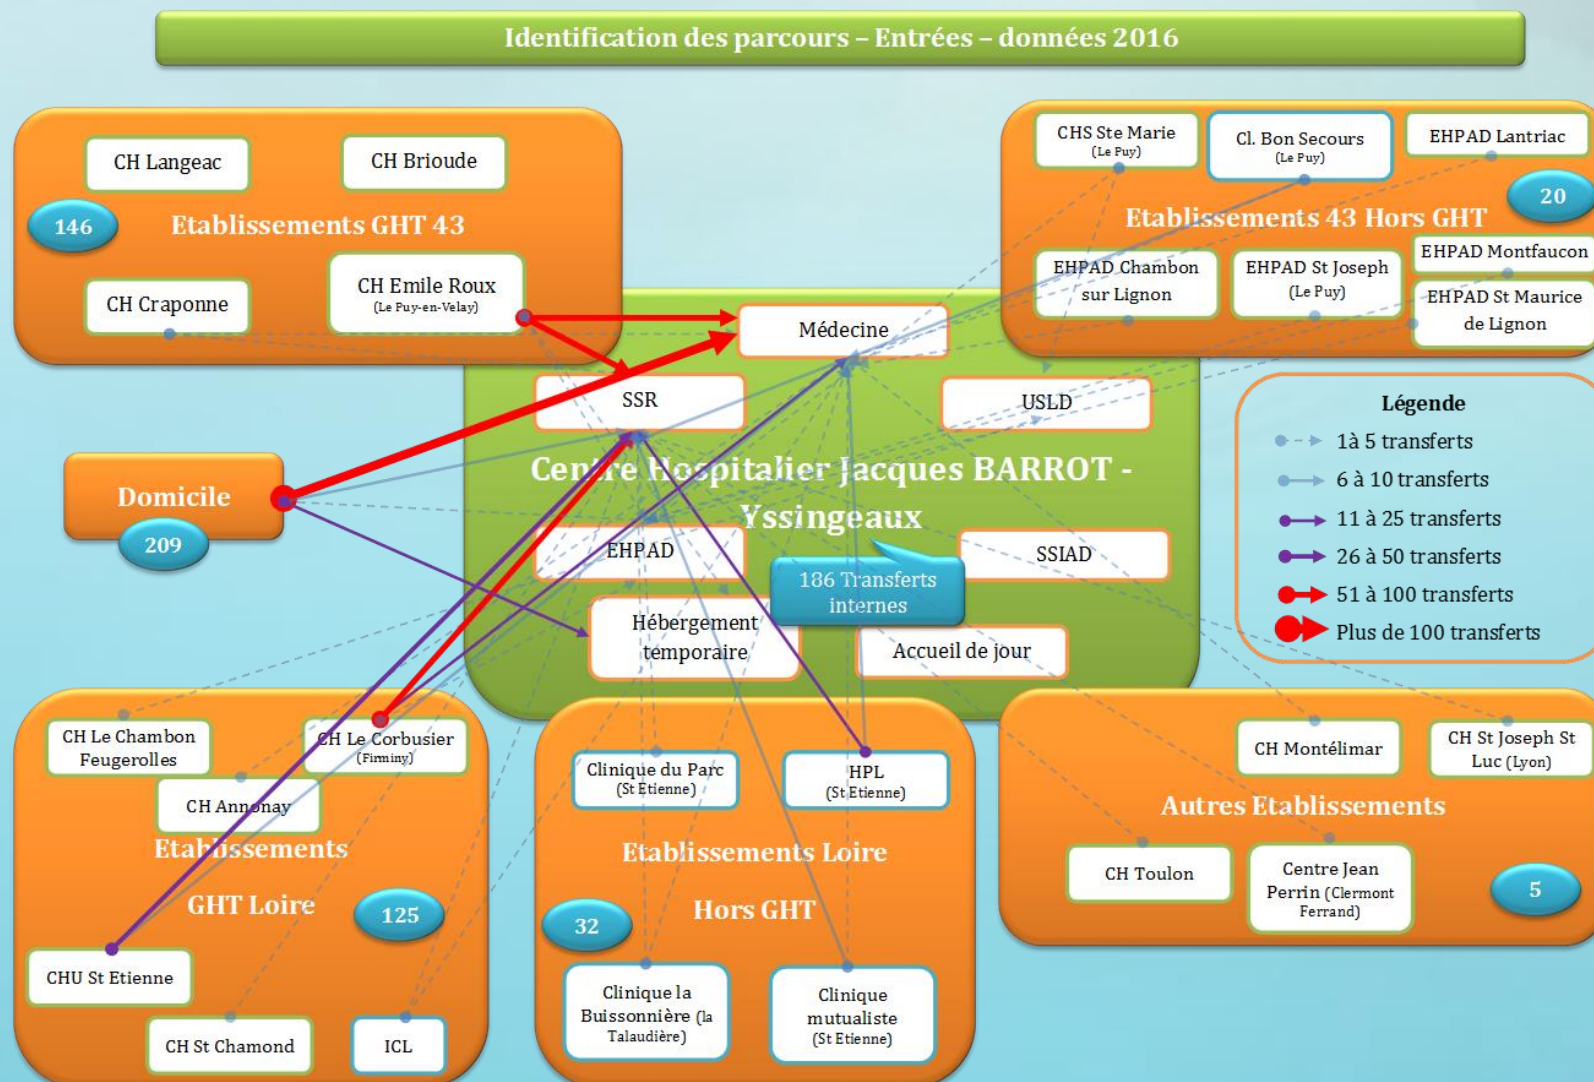 Identification des parcours – Entrées – données 2016
CH Langeac
CH Brioude
146
Etablissements GHT 43
CH Craponne
CH Emile Roux
(Le Puy-en-Velay)
CHS Ste Marie
(Le Puy)
Cl. Bon Secours
(Le Puy)
EHPAD Lantriac
20
Etablissements 43 Hors GHT
EHPAD Chambon
sur Lignon
EHPAD St Joseph
(Le Puy)
EHPAD Montfaucon
EHPAD St Maurice
de Lignon
Médecine
SSR
USLD
Centre Hospitalier Jacques BARROT -
Yssingeaux
EHPAD
SSIAD
186 Transferts
internes
Hébergement
temporaire
Accueil de jour
Domicile
209
Légende
1à 5 transferts
6 à 10 transferts
11 à 25 transferts
26 à 50 transferts
51 à 100 transferts
Plus de 100 transferts
CH Le Chambon
Feugerolles
CH Le Corbusier
(Firminy)
CH Annonay
Etablissements
GHT Loire
125
CHU St Etienne
CH St Chamond
ICL
Clinique du Parc
(St Etienne)
HPL
(St Etienne)
Etablissements Loire
Hors GHT
32
Clinique la
Buissonnière (la
Talaudière)
Clinique
mutualiste
(St Etienne)
CH Montélimar
CH St Joseph St
Luc (Lyon)
Autres Etablissements
CH Toulon
Centre Jean
Perrin (Clermont
Ferrand)
5